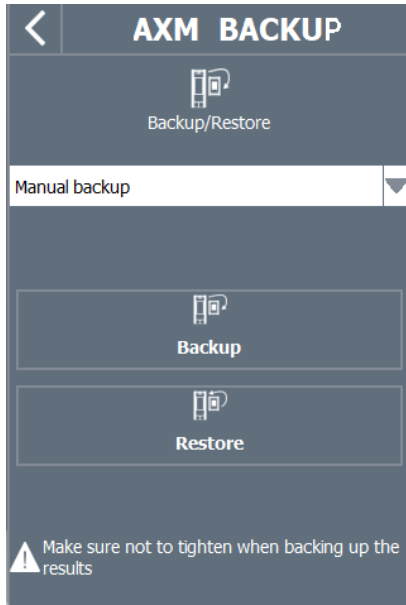 AXM BACKUP
Backup/Restore
Manual backup
Backup
Restore
Make sure not to tighten when backing up the
results